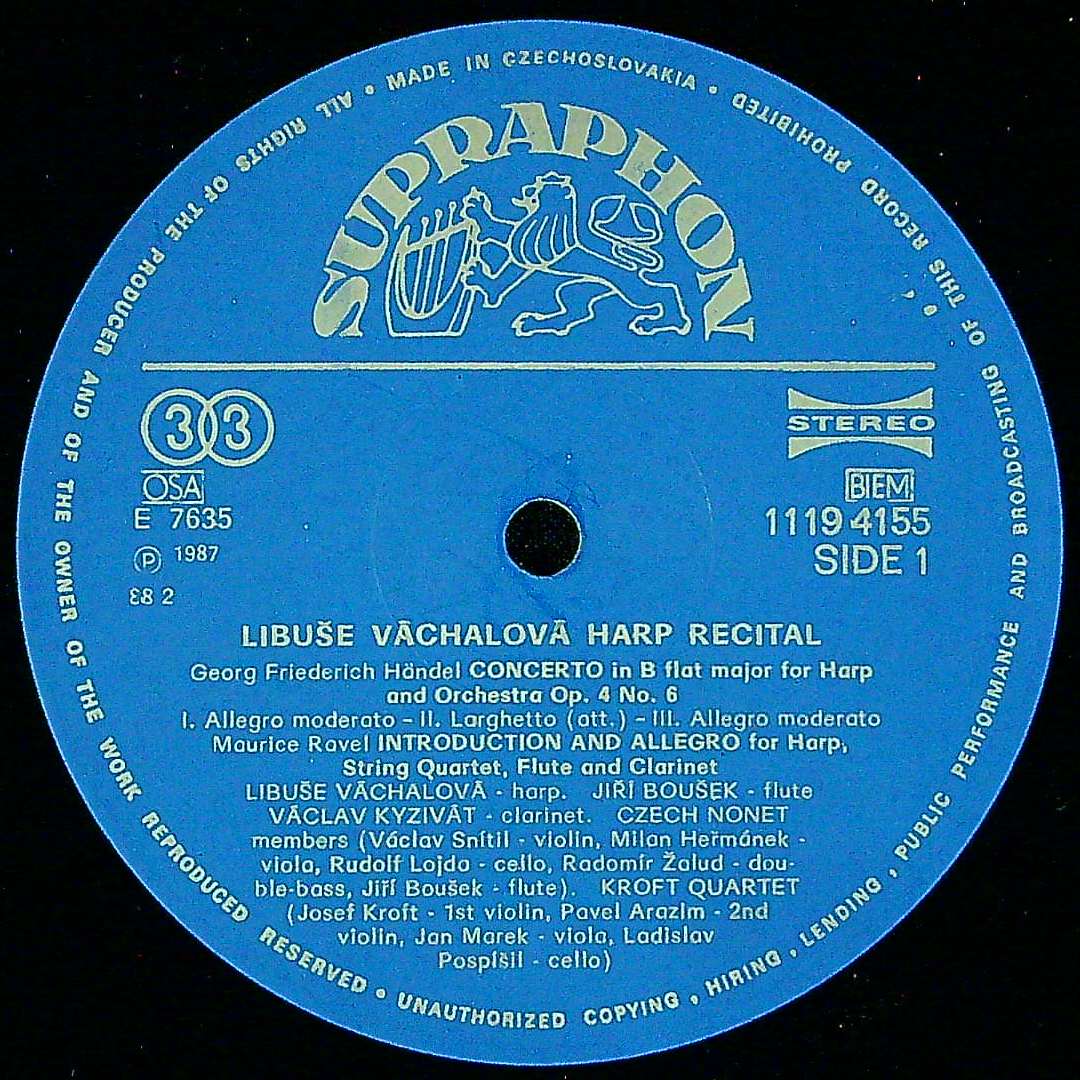 ALL RIGHTS OF THE PRODUCER AND OF THE OWNER OF THE WORK REPRODUCED RESERVED • UNAUTHORIZED COPYING, HIRING, LENDING, PUBLIC PERFORMANCE AND BROADCASTING OF THIS RECORD PROHIBITED • MADE IN CZECHOSLOVAKIA •
SUPRAPHON
33
STEREO
OSA
BIEM
E 7635
1119 4155
Ⓟ 1987
SIDE 1
88 2
LIBUŠE VÁCHALOVÁ HARP RECITAL
Georg Friederich Händel CONCERTO in B flat major for Harp
and Orchestra Op. 4 No. 6
I. Allegro moderato – II. Larghetto (att.) – III. Allegro moderato
Maurice Ravel INTRODUCTION AND ALLEGRO for Harp,
String Quartet, Flute and Clarinet
LIBUŠE VÁCHALOVÁ - harp. JIŘÍ BOUŠEK - flute
VÁCLAV KYZIVÁT - clarinet. CZECH NONET
members (Václav Snítil - violin, Milan Heřmánek -
viola, Rudolf Lojda - cello, Radomír Žalud - dou-
ble-bass, Jiří Boušek - flute). KROFT QUARTET
(Josef Kroft - 1st violin, Pavel Arazim - 2nd
violin, Jan Marek - viola, Ladislav
Pospíšil - cello)